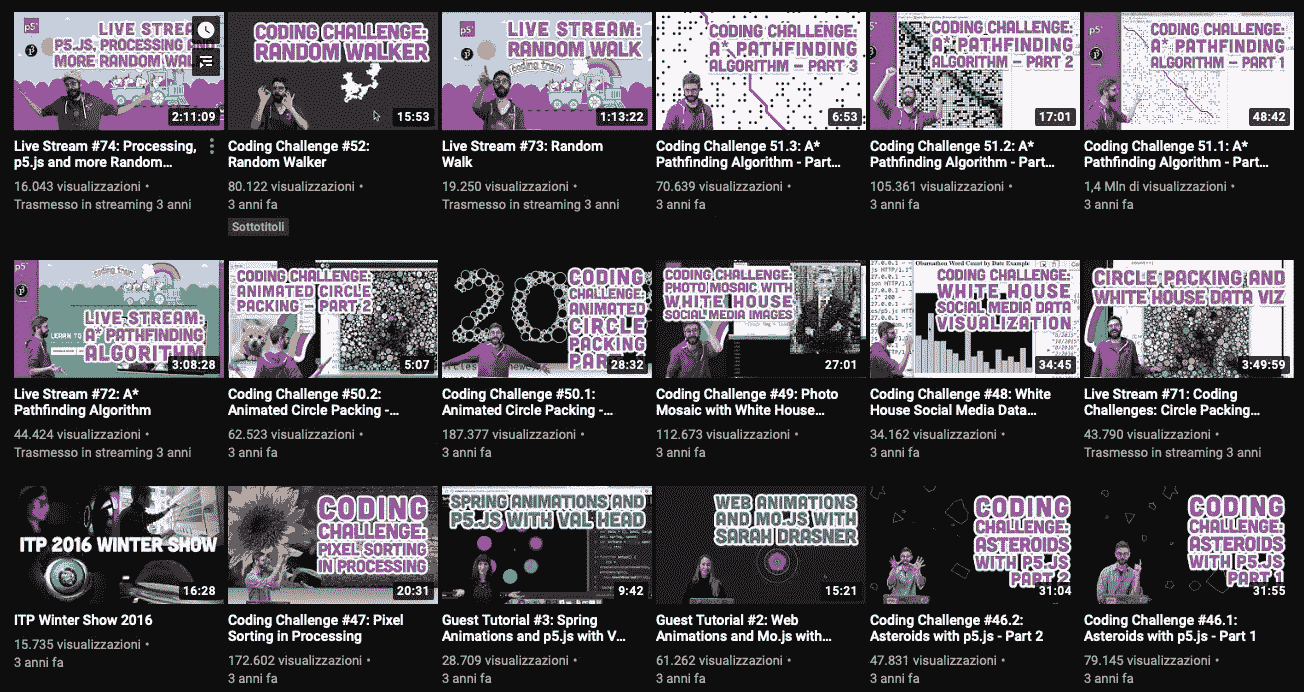 LIVE STREAM:
P5.JS, PROCESSING
MORE RANDOM
2:11:09
CODING CHALLENGE:
RANDOM WALKER
15:53
LIVE STREAM:
RANDOM WALK
coding train
1:13:22
CODING CHALLENGE:
A* PATHFINDING
ALGORITHM – PART 3
6:53
CODING CHALLENGE:
A* PATHFINDING
ALGORITHM – PART 2
17:01
CODING CHALLENGE:
A* PATHFINDING
ALGORITHM – PART 1
48:42
Live Stream #74: Processing,
p5.js and more Random...
16.043 visualizzazioni •
Trasmesso in streaming 3 anni
Coding Challenge #52:
Random Walker
80.122 visualizzazioni •
3 anni fa
Sottotitoli
Live Stream #73: Random
Walk
19.250 visualizzazioni •
Trasmesso in streaming 3 anni
Coding Challenge 51.3: A*
Pathfinding Algorithm - Part...
70.639 visualizzazioni •
3 anni fa
Coding Challenge 51.2: A*
Pathfinding Algorithm - Part...
105.361 visualizzazioni •
3 anni fa
Coding Challenge 51.1: A*
Pathfinding Algorithm - Part...
1,4 Mln di visualizzazioni •
3 anni fa
p5*
coding train
LIVE STREAM:
A* PATHFINDING
ALGORITHM
3:08:28
CODING CHALLENGE:
ANIMATED CIRCLE
PACKING – PART 2
5:07
20
CODING
CHALLENGE:
ANIMATED
CIRCLE
PACKING
PAR
28:32
CODING CHALLENGE:
PHOTO MOSAIC WITH
WHITE HOUSE
SOCIAL MEDIA IMAGES
27:01
Obamathon Word Count by Date Example
CODING CHALLENGE:
WHITE HOUSE
SOCIAL MEDIA DATA
VISUALIZATION
34:45
CIRCLE PACKING AND
WHITE HOUSE DATA VIZ
3:49:59
Live Stream #72: A*
Pathfinding Algorithm
44.424 visualizzazioni •
Trasmesso in streaming 3 anni
Coding Challenge #50.2:
Animated Circle Packing -...
62.523 visualizzazioni •
3 anni fa
Coding Challenge #50.1:
Animated Circle Packing -...
187.377 visualizzazioni •
3 anni fa
Coding Challenge #49: Photo
Mosaic with White House...
112.673 visualizzazioni •
3 anni fa
Coding Challenge #48: White
House Social Media Data...
34.162 visualizzazioni •
3 anni fa
Live Stream #71: Coding
Challenges: Circle Packing...
43.790 visualizzazioni •
Trasmesso in streaming 3 anni
ITP 2016 WINTER SHOW
16:28
CODING
CHALLENGE:
PIXEL SORTING
IN PROCESSING
20:31
SPRING ANIMATIONS AND
P5.JS WITH VAL HEAD
9:42
WEB ANIMATIONS
AND MO.JS WITH
SARAH DRASNER
15:21
CODING
CHALLENGE:
ASTEROIDS
WITH P5.JS
PART 2
31:04
CODING
CHALLENGE:
ASTEROIDS
WITH P5.JS
PART 1
31:55
ITP Winter Show 2016
15.735 visualizzazioni •
3 anni fa
Coding Challenge #47: Pixel
Sorting in Processing
172.602 visualizzazioni •
3 anni fa
Guest Tutorial #3: Spring
Animations and p5.js with V...
28.709 visualizzazioni •
3 anni fa
Guest Tutorial #2: Web
Animations and Mo.js with...
61.262 visualizzazioni •
3 anni fa
Coding Challenge #46.2:
Asteroids with p5.js - Part 2
47.831 visualizzazioni •
3 anni fa
Coding Challenge #46.1:
Asteroids with p5.js - Part 1
79.145 visualizzazioni •
3 anni fa